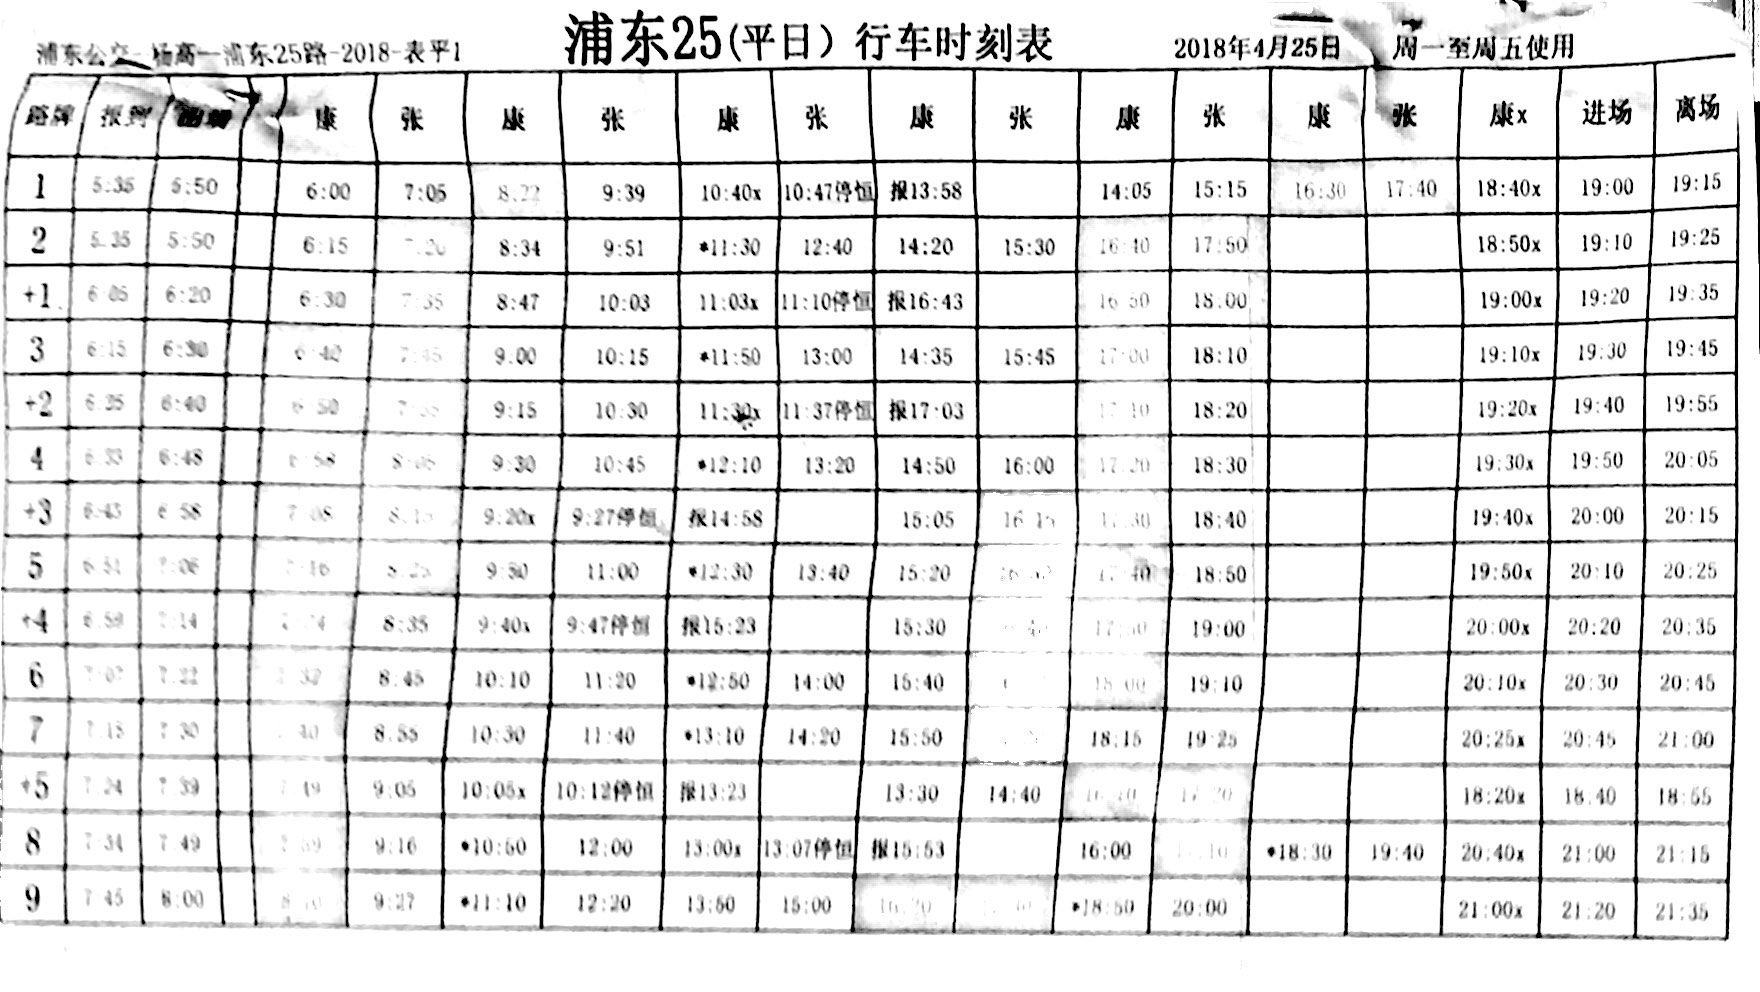 浦东公交-杨高-浦东25路-2018-表平1 浦东25(平日) 行车时刻表 2018年4月25日 周一至周五使用
路牌 报到 康 张 康 张 康 张 康 张 康 张 康 张 康x 进场 离场
1 5:35 5:50 6:00 7:05 8:22 9:39 10:40x 10:47停恒 报13:58 14:05 15:15 16:30 17:40 18:40x 19:00 19:15
2 5:35 5:50 6:15 7:20 8:34 9:51 *11:30 12:40 14:20 15:30 16:40 17:50 18:50x 19:10 19:25
+1 6:05 6:20 6:30 7:35 8:47 10:03 11:03x 11:10停恒 报16:43 16:50 18:00 19:00x 19:20 19:35
3 6:15 6:30 6:40 7:45 9:00 10:15 *11:50 13:00 14:35 15:45 17:00 18:10 19:10x 19:30 19:45
+2 6:25 6:40 6:50 9:15 10:30 11:30x 11:37停恒 报17:03 17:10 18:20 19:20x 19:40 19:55
4 6:33 6:48 6:58 8:05 9:30 10:45 *12:10 13:20 14:50 16:00 17:20 18:30 19:30x 19:50 20:05
+3 6:43 6:58 7:08 8:15 9:20x 9:27停恒 报14:58 15:05 16:15 17:30 18:40 19:40x 20:00 20:15
5 6:51 7:06 7:16 8:25 9:50 11:00 *12:30 13:40 15:20 17:40 18:50 19:50x 20:10 20:25
+4 6:59 7:14 8:35 9:40x 9:47停恒 报15:23 15:30 17:50 19:00 20:00x 20:20 20:35
6 7:07 7:22 7:32 8:45 10:10 11:20 *12:50 14:00 15:40 18:00 19:10 20:10x 20:30 20:45
7 7:15 7:30 8:55 10:30 11:40 *13:10 14:20 15:50 18:15 19:25 20:25x 20:45 21:00
+5 7:24 7:39 7:49 9:05 10:05x 10:12停恒 报13:23 13:30 14:40 17:20 18:20x 18:40 18:55
8 7:34 7:49 7:59 9:16 *10:50 12:00 13:00x 13:07停恒 报15:53 16:00 *18:30 19:40 20:40x 21:00 21:15
9 7:45 8:00 8:10 9:27 *11:10 12:20 13:50 15:00 16:20 *18:50 20:00 21:00x 21:20 21:35